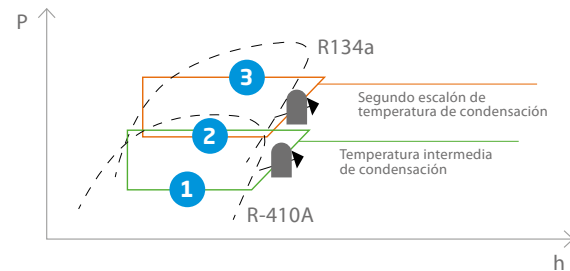 P
R134a
3
Segundo escalón de
temperatura de condensación
2
Temperatura intermedia
de condensación
1
R-410A
h